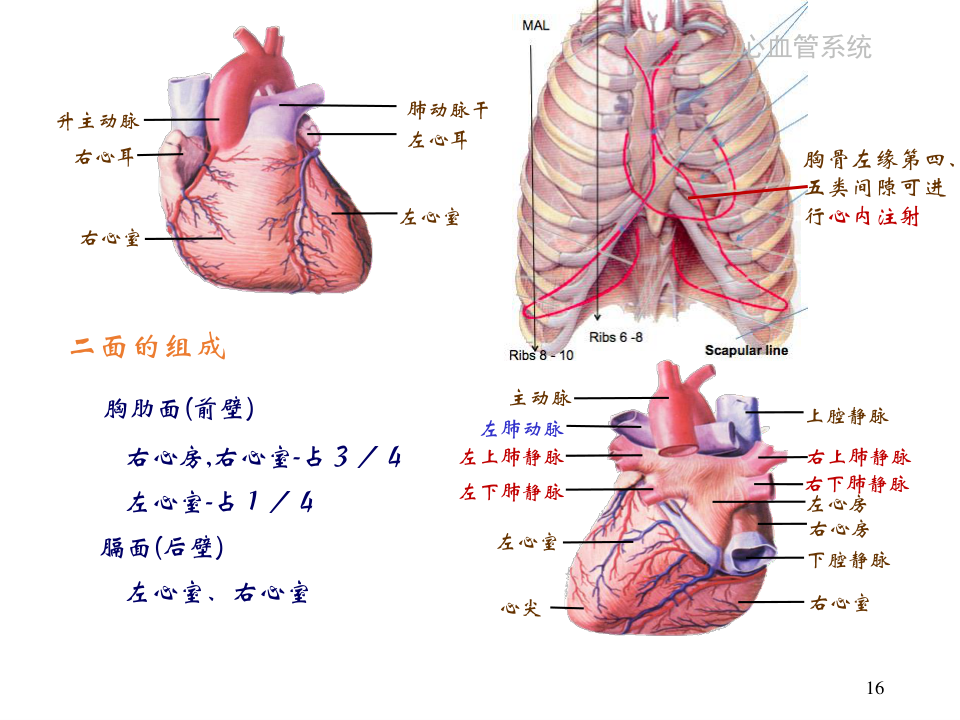 心血管系统
MAL
升主动脉
右心耳
右心室
肺动脉干
左心耳
左心室
胸骨左缘第四、
五类间隙可进
行心内注射
Ribs 6 -8
Ribs 8 - 10
Scapular line
二面的组成
胸肋面(前壁)
右心房,右心室-占3/4
左心室-占1/4
膈面(后壁)
左心室、右心室
主动脉
左肺动脉
左上肺静脉
左下肺静脉
左心室
心尖
上腔静脉
右上肺静脉
右下肺静脉
左心房
右心房
下腔静脉
右心室
16